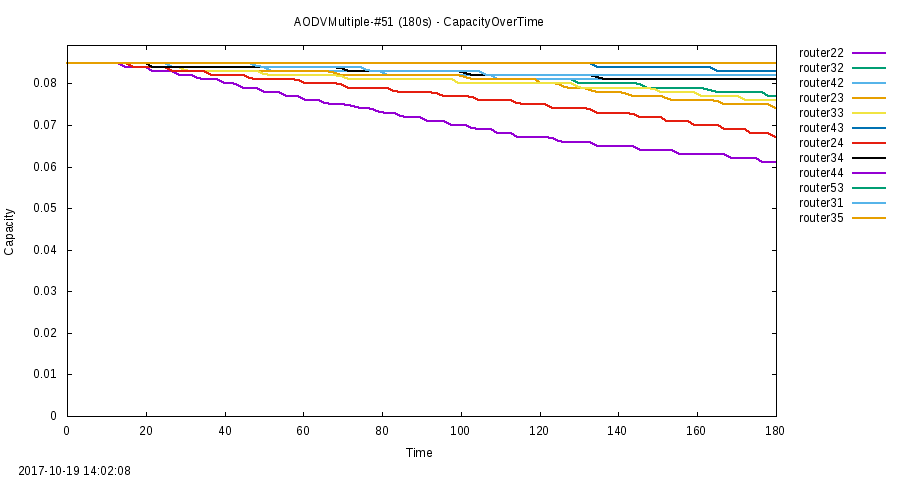 AODVMultiple-#51 (180s) - CapacityOverTime
router22
router32
router42
router23
router33
router43
router24
router34
router44
router53
router31
router35
0.08
0.07
0.06
0.05
0.04
0.03
0.02
0.01
0
Capacity
0 20 40 60 80 100 120 140 160 180
Time
2017-10-19 14:02:08